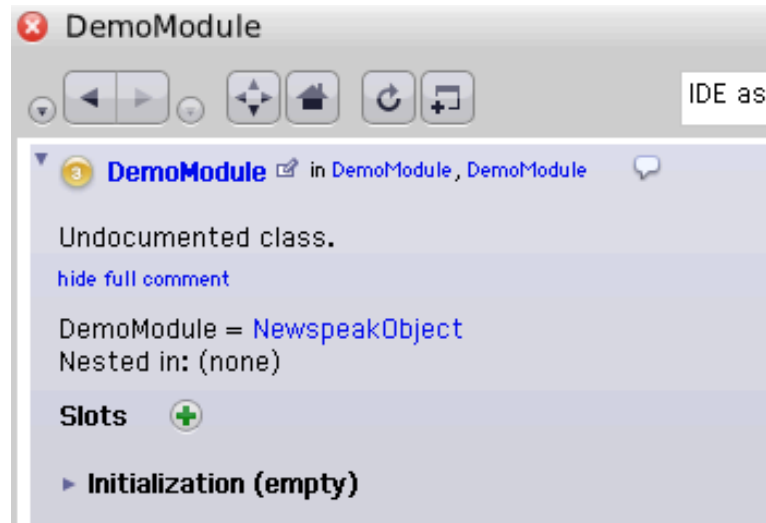 DemoModule
IDE as
3 DemoModule in DemoModule, DemoModule
Undocumented class.
hide full comment
DemoModule = NewspeakObject
Nested in: (none)
Slots
Initialization (empty)